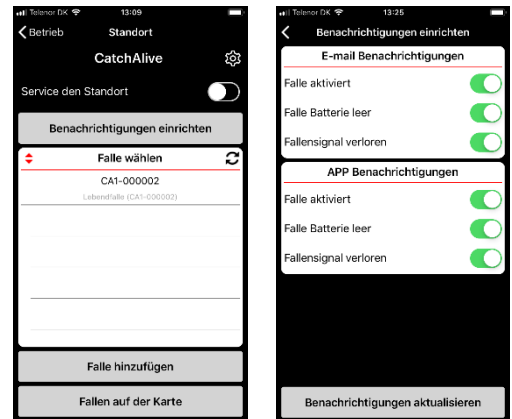 Telenor DK 13:09
Betrieb Standort
CatchAlive
Service den Standort
Benachrichtigungen einrichten
Falle wählen
CA1-000002
Lebendfalle (CA1-000002)
Falle hinzufügen
Fallen auf der Karte
Telenor DK 13:25
Benachrichtigungen einrichten
E-mail Benachrichtigungen
Falle aktiviert
Falle Batterie leer
Fallensignal verloren
APP Benachrichtigungen
Falle aktiviert
Falle Batterie leer
Fallensignal verloren
Benachrichtigungen aktualisieren